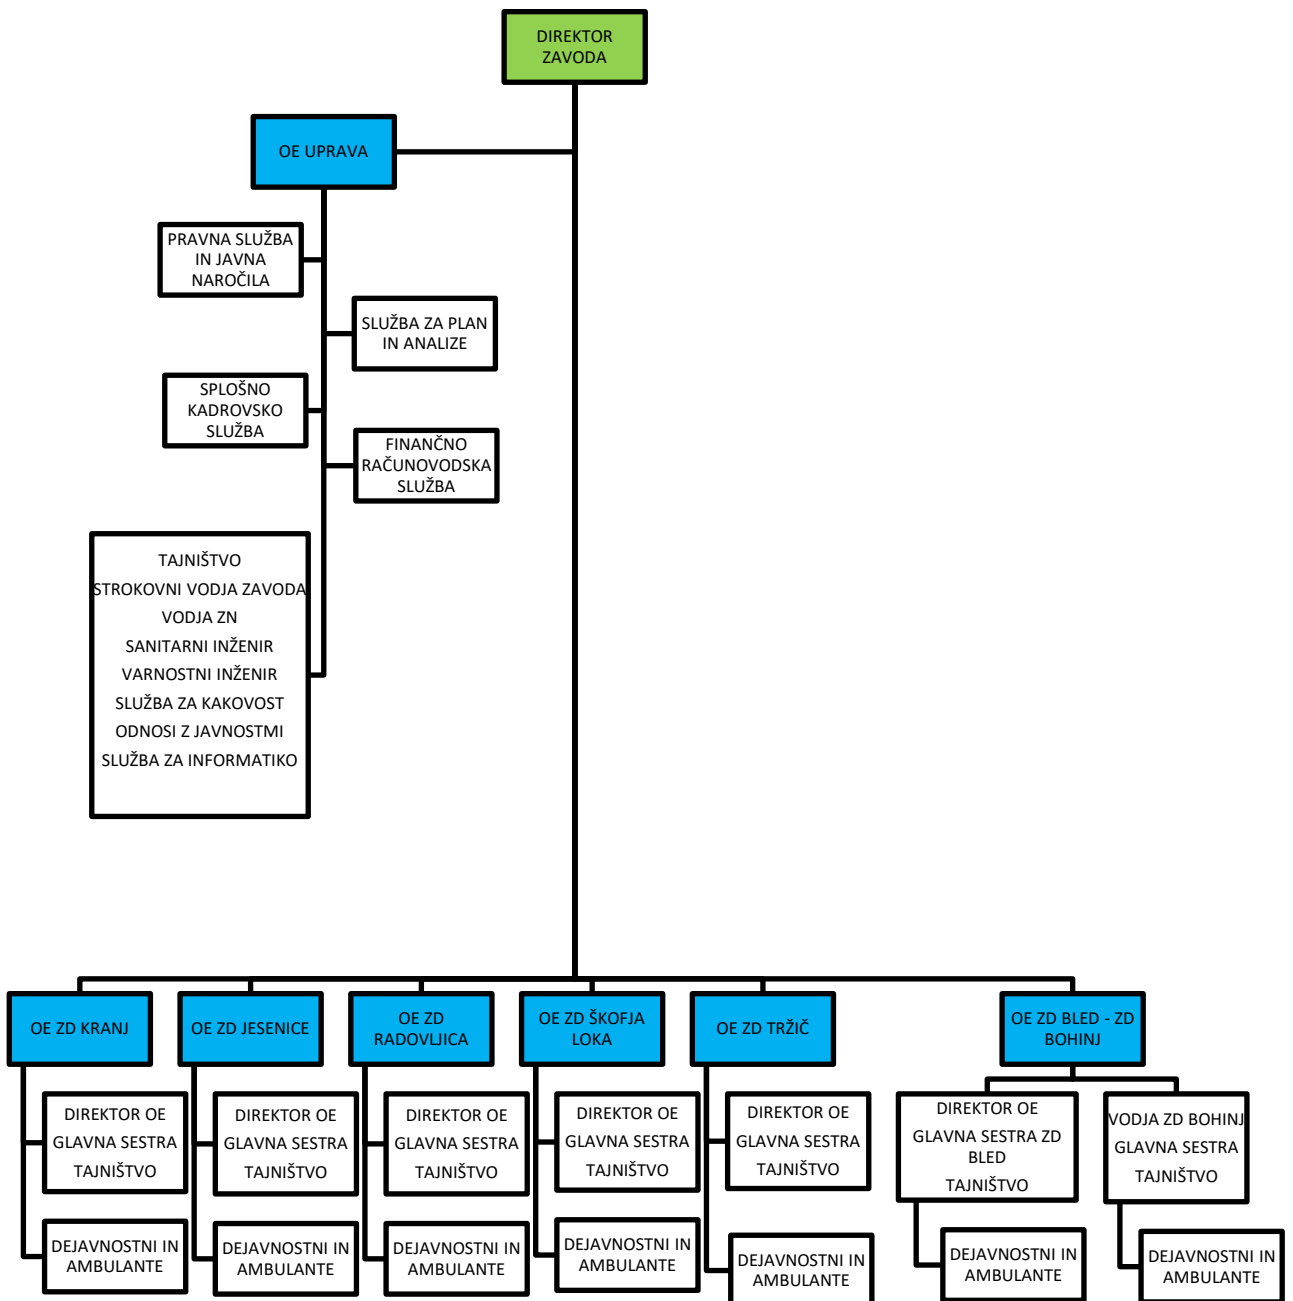 DIREKTOR
ZAVODA
OE UPRAVA
PRAVNA SLUŽBA
IN JAVNA
NAROČILA
SLUŽBA ZA PLAN
IN ANALIZE
SPLOŠNO
KADROVSKO
SLUŽBA
FINANČNO
RAČUNOVODSKA
SLUŽBA
TAJNIŠTVO
STROKOVNI VODJA ZAVODA
VODJA ZN
SANITARNI INŽENIR
VARNOSTNI INŽENIR
SLUŽBA ZA KAKOVOST
ODNOSI Z JAVNOSTMI
SLUŽBA ZA INFORMATIKO
OE ZD KRANJ
OE ZD JESENICE
OE ZD
RADOVLJICA
OE ZD ŠKOFJA
LOKA
OE ZD TRŽIČ
OE ZD BLED - ZD
BOHINJ
DIREKTOR OE
GLAVNA SESTRA
TAJNIŠTVO
DIREKTOR OE
GLAVNA SESTRA
TAJNIŠTVO
DIREKTOR OE
GLAVNA SESTRA
TAJNIŠTVO
DIREKTOR OE
GLAVNA SESTRA
TAJNIŠTVO
DIREKTOR OE
GLAVNA SESTRA
TAJNIŠTVO
DIREKTOR OE
GLAVNA SESTRA ZD
BLED
TAJNIŠTVO
VODJA ZD BOHINJ
GLAVNA SESTRA
TAJNIŠTVO
DEJAVNOSTNI IN
AMBULANTE
DEJAVNOSTNI IN
AMBULANTE
DEJAVNOSTNI IN
AMBULANTE
DEJAVNOSTNI IN
AMBULANTE
DEJAVNOSTNI IN
AMBULANTE
DEJAVNOSTNI IN
AMBULANTE
DEJAVNOSTNI IN
AMBULANTE